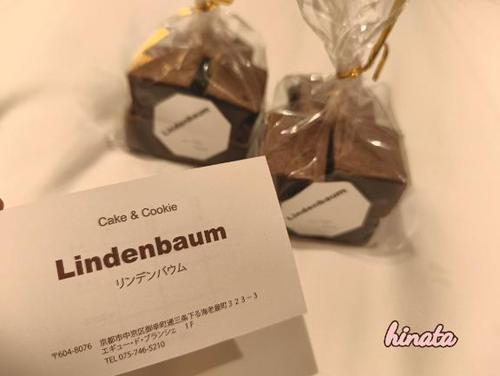 Lindenbaum
Lindenbaum
Cake & Cookie
Lindenbaum
リンデンバウム
〒604-8076 京都市中京区御幸町通三条下る海老屋町323-3
エギュー・ド・ブランシェ 1F
TEL 075-746-5210
hinata